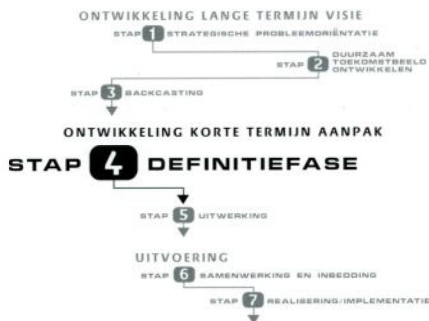 ONTWIKKELING LANGE TERMIJN VISIE
STAP 1 STRATEGISCHE PROBLEEMORIËNTATIE
STAP 2 DUURZAAM
TOEKOMSTBEELD
ONTWIKKELEN
STAP 3 BACKCASTING
ONTWIKKELING KORTE TERMIJN AANPAK
STAP 4 DEFINITIEFASE
STAP 5 UITWERKING
UITVOERING
STAP 6 SAMENWERKING EN INBEDDING
STAP 7 REALISERING/IMPLEMENTATIE